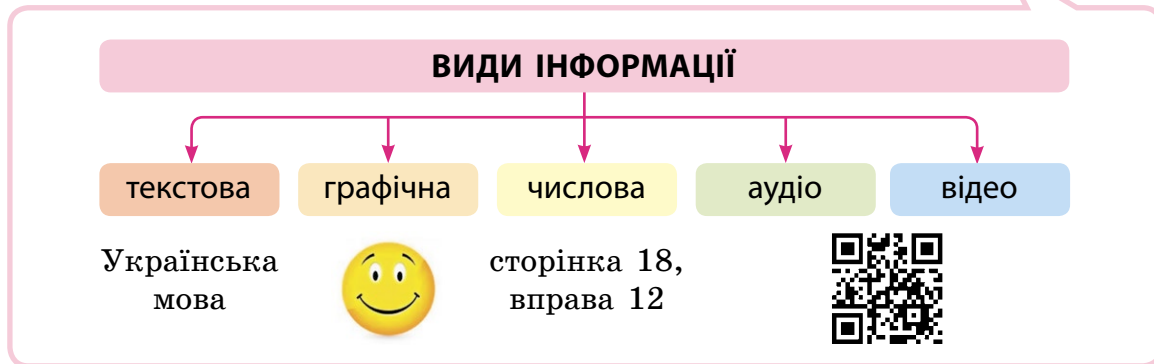 ВИДИ ІНФОРМАЦІЇ
текстова графічна числова аудіо відео
Українська сторінка 18,
мова вправа 12